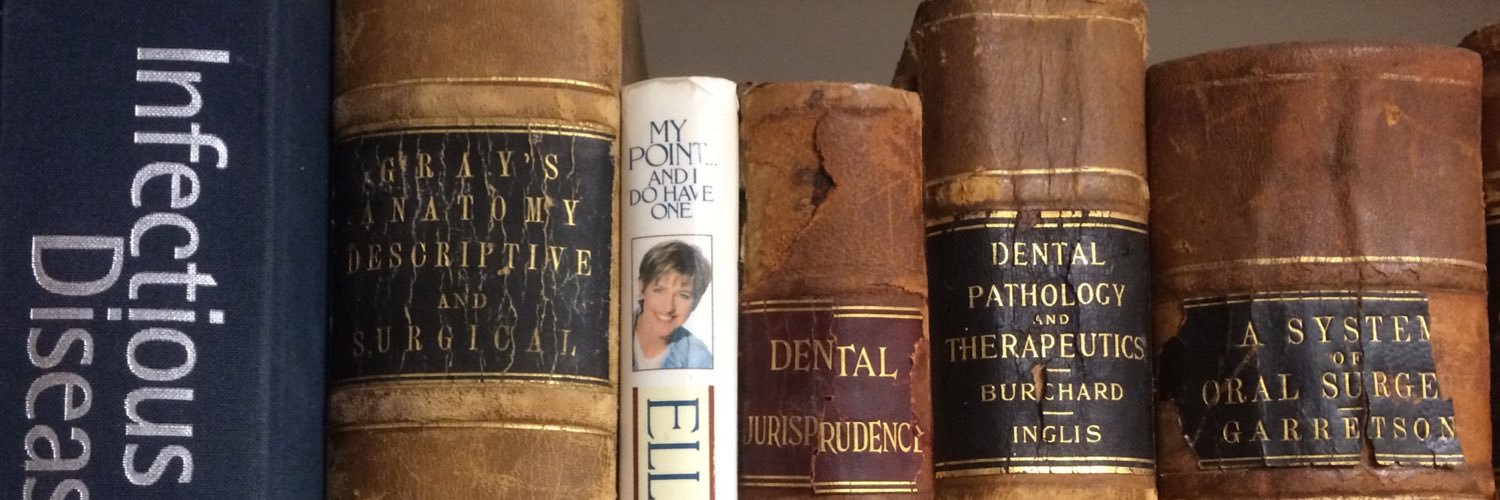 Infectious
Diseas
GRAY'S
ANATOMY
DESCRIPTIVE
AND
SURGICAL
MY
POINT...
AND I
DO HAVE
ONE
ELL
DENTAL
JURISPRUDENCE
DENTAL
PATHOLOGY
AND
THERAPEUTICS
BURCHARD
INGLIS
A SYSTEM
OF
ORAL SURGE
GARRETSON